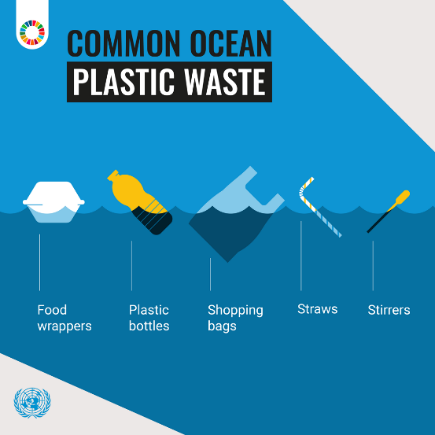 COMMON OCEAN
PLASTIC WASTE
Food
wrappers
Plastic
bottles
Shopping
bags
Straws
Stirrers